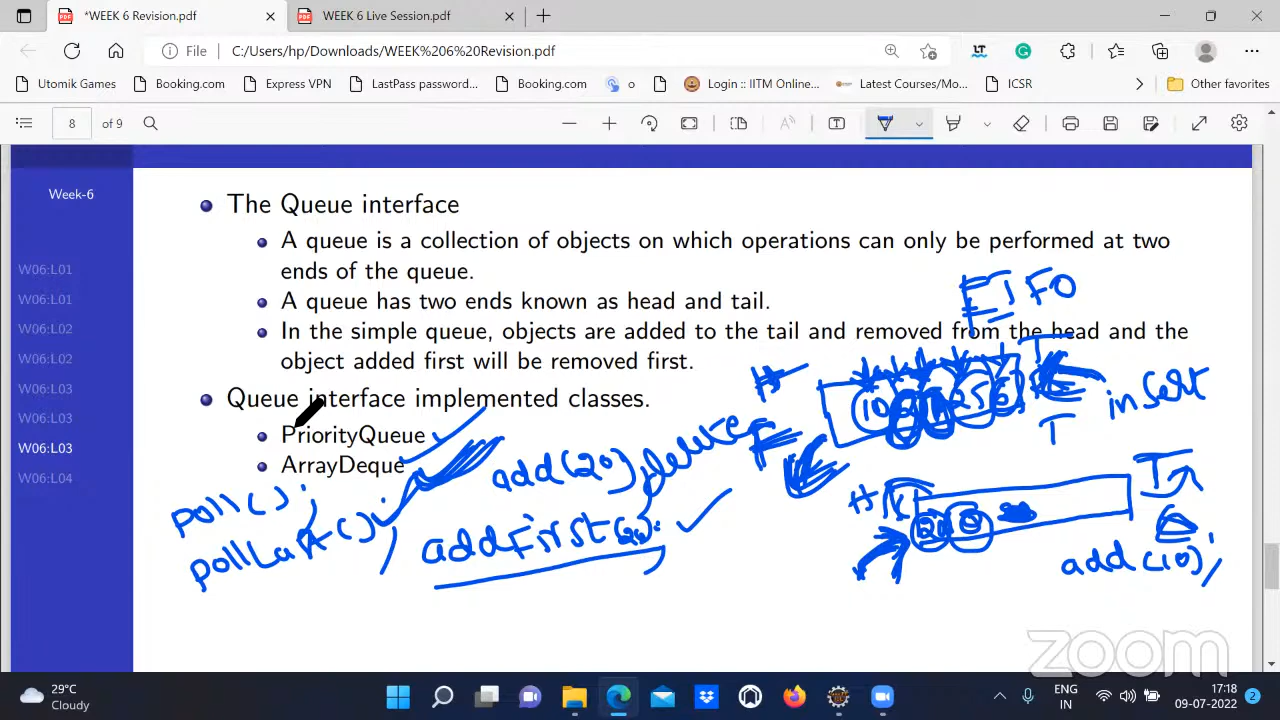 *WEEK 6 Revision.pdf
WEEK 6 Live Session.pdf
File
C:/Users/hp/Downloads/WEEK%206%20Revision.pdf
Utomik Games
Booking.com
Express VPN
LastPass password...
Booking.com
o
Login :: IITM Online...
Latest Courses/Mo...
ICSR
Other favorites
8 of 9
Week-6
W06:L01
W06:L01
W06:L02
W06:L02
W06:L03
W06:L03
W06:L03
W06:L04
The Queue interface
A queue is a collection of objects on which operations can only be performed at two
ends of the queue.
A queue has two ends known as head and tail.
In the simple queue, objects are added to the tail and removed from the head and the
object added first will be removed first.
Queue interface implemented classes.
PriorityQueue
ArrayDeque
FIFO
H
T
T
insert
delete
F
add(20)
poll();
pollLast();
addFirst(20);
H
T
20
add(10);
zoom
29°C
Cloudy
ENG
IN
17:18
09-07-2022
2